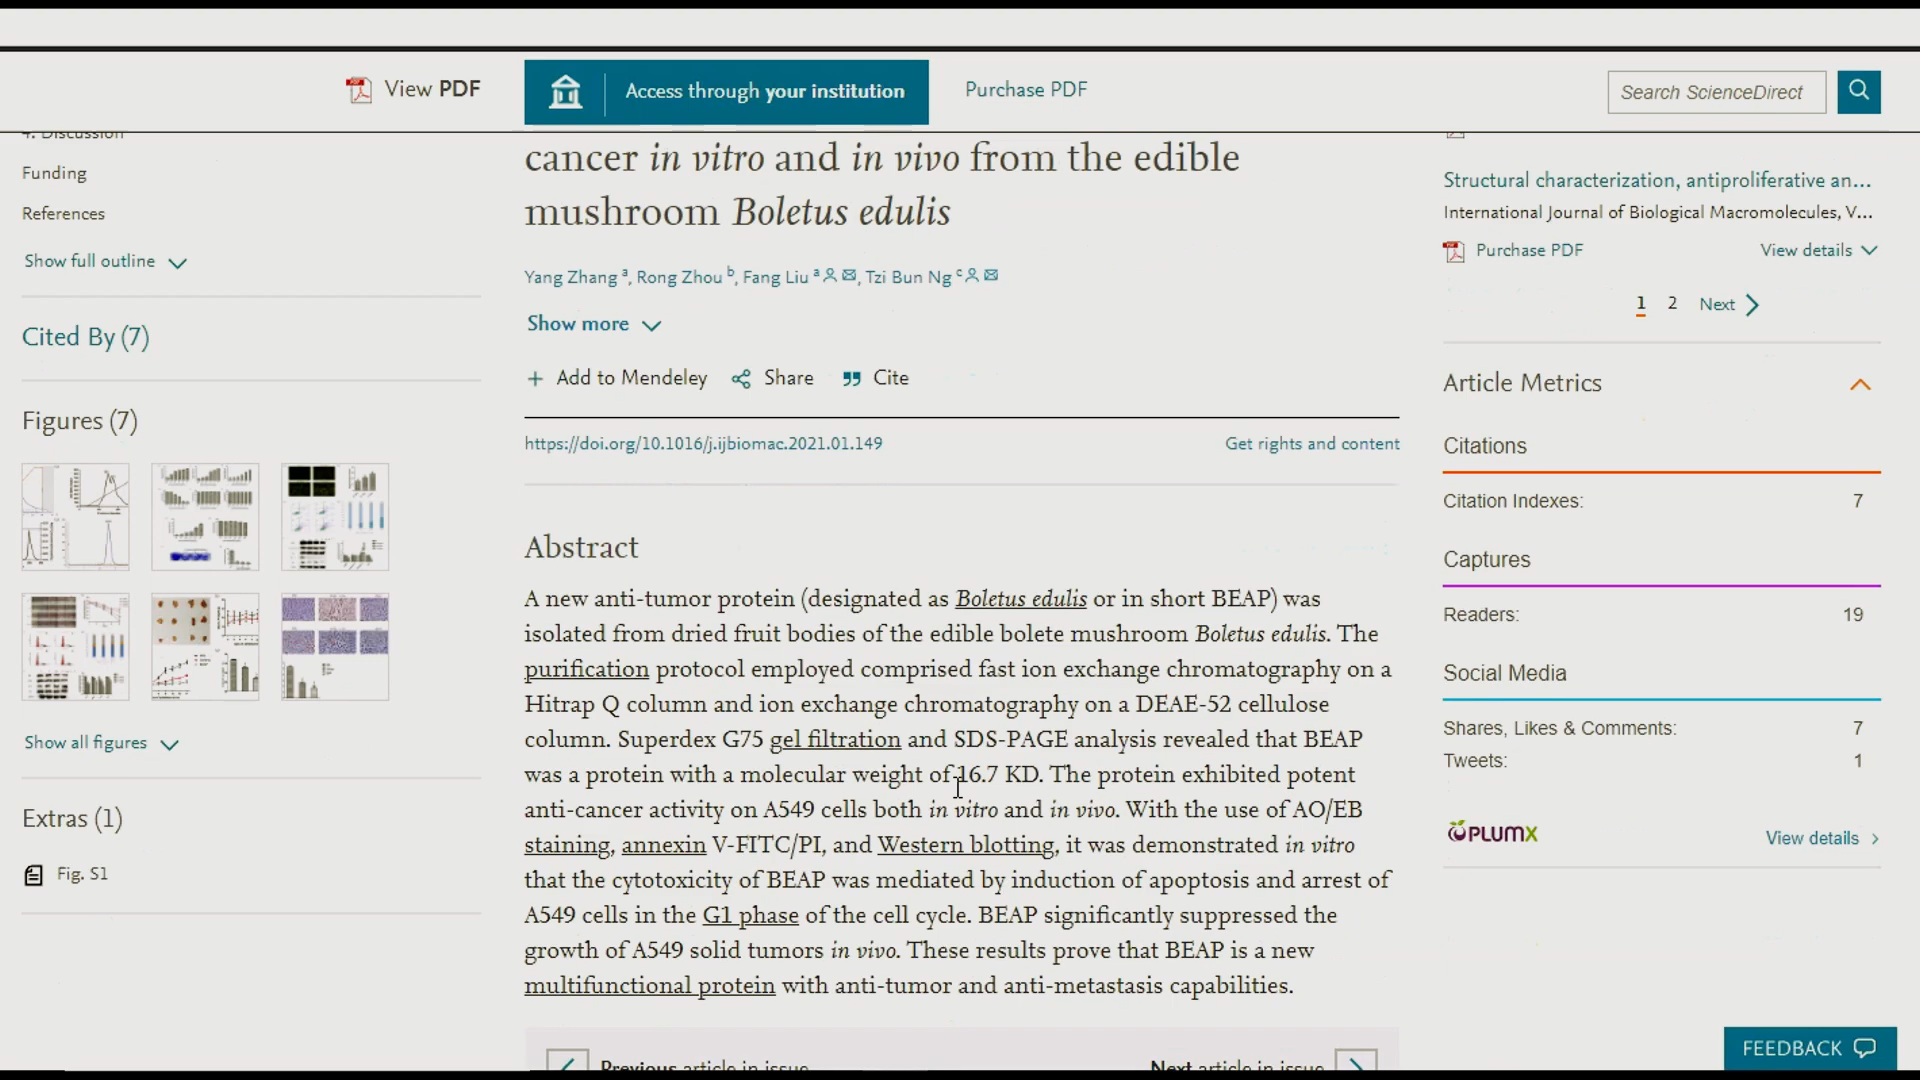 View PDF
Access through your institution
Purchase PDF
Search ScienceDirect
4. Discussion
Funding
References
Show full outline
Cited By (7)
Figures (7)
Show all figures
Extras (1)
Fig. S1
cancer in vitro and in vivo from the edible
mushroom Boletus edulis
Yang Zhang a, Rong Zhou b, Fang Liu a, Tzi Bun Ng c
Show more
Add to Mendeley
Share
Cite
https://doi.org/10.1016/j.ijbiomac.2021.01.149
Get rights and content
Abstract
A new anti-tumor protein (designated as Boletus edulis or in short BEAP) was
isolated from dried fruit bodies of the edible bolete mushroom Boletus edulis. The
purification protocol employed comprised fast ion exchange chromatography on a
Hitrap Q column and ion exchange chromatography on a DEAE-52 cellulose
column. Superdex G75 gel filtration and SDS-PAGE analysis revealed that BEAP
was a protein with a molecular weight of 16.7 KD. The protein exhibited potent
anti-cancer activity on A549 cells both in vitro and in vivo. With the use of AO/EB
staining, annexin V-FITC/PI, and Western blotting, it was demonstrated in vitro
that the cytotoxicity of BEAP was mediated by induction of apoptosis and arrest of
A549 cells in the G1 phase of the cell cycle. BEAP significantly suppressed the
growth of A549 solid tumors in vivo. These results prove that BEAP is a new
multifunctional protein with anti-tumor and anti-metastasis capabilities.
Previous article in issue
Next article in issue
Structural characterization, antiproliferative an...
International Journal of Biological Macromolecules, V...
Purchase PDF
View details
1 2 Next
Article Metrics
Citations
Citation Indexes: 7
Captures
Readers: 19
Social Media
Shares, Likes & Comments: 7
Tweets: 1
PLUMX
View details
FEEDBACK